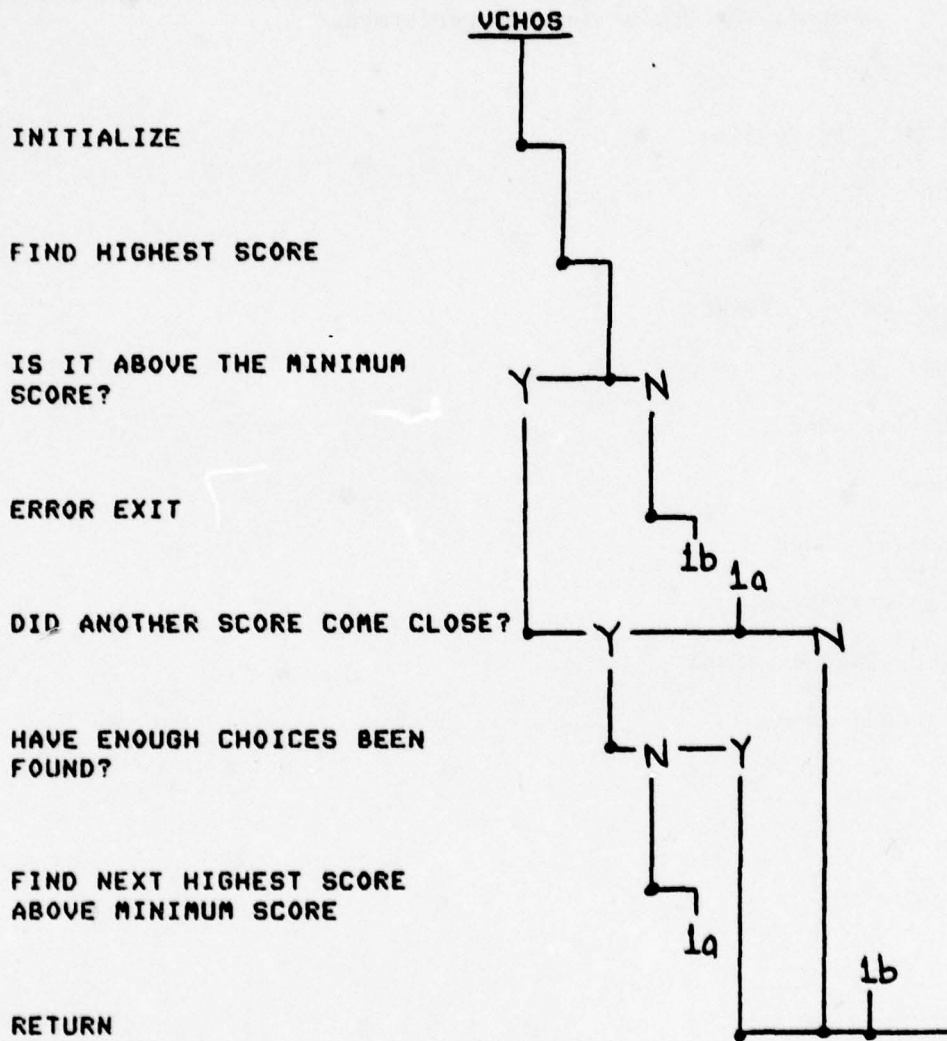 VCHOS
INITIALIZE
FIND HIGHEST SCORE
IS IT ABOVE THE MINIMUM
SCORE?
Y N
ERROR EXIT
1b
1a
DID ANOTHER SCORE COME CLOSE?
Y N
HAVE ENOUGH CHOICES BEEN
FOUND?
N Y
FIND NEXT HIGHEST SCORE
ABOVE MINIMUM SCORE
1a
1b
RETURN